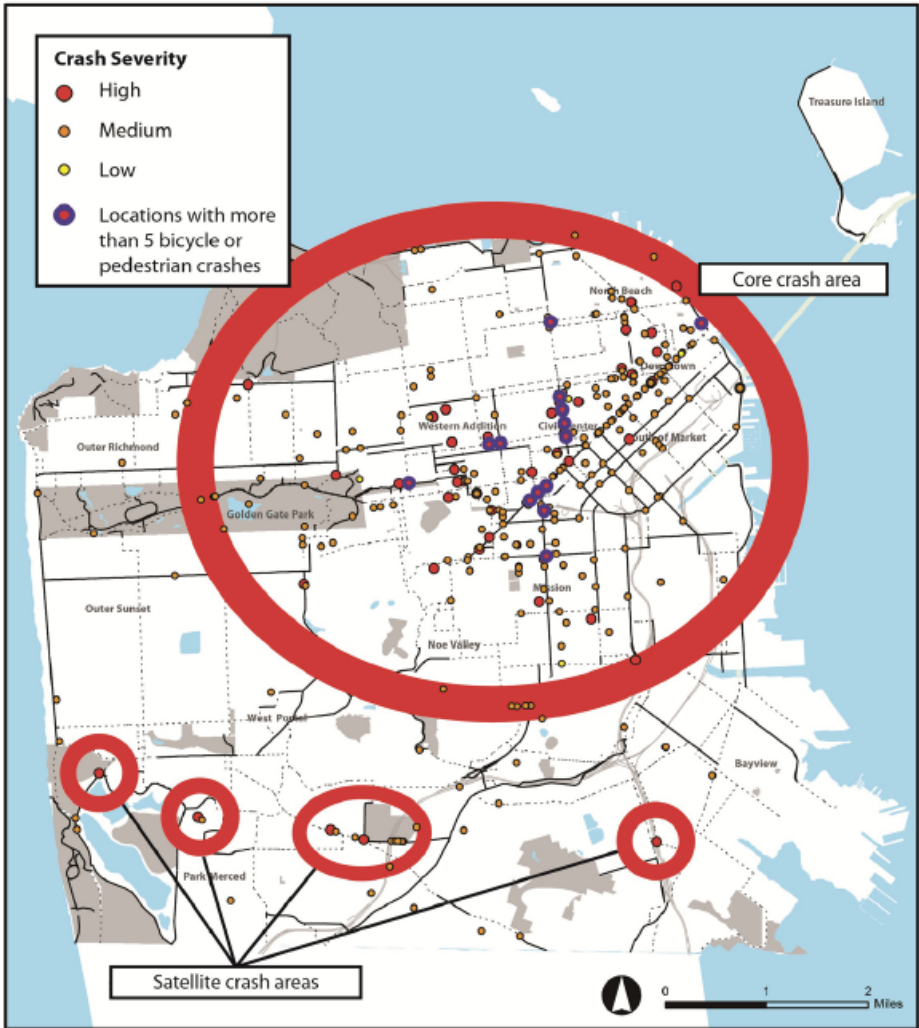 Crash Severity
High
Medium
Low
Locations with more
than 5 bicycle or
pedestrian crashes
Treasure Island
Core crash area
North Beach
Downtown
Western Addition
Civic Center
South of Market
Outer Richmond
Golden Gate Park
Mission
Outer Sunset
Noe Valley
West Portal
Bayview
Park Merced
Satellite crash areas
0 1 2
Miles